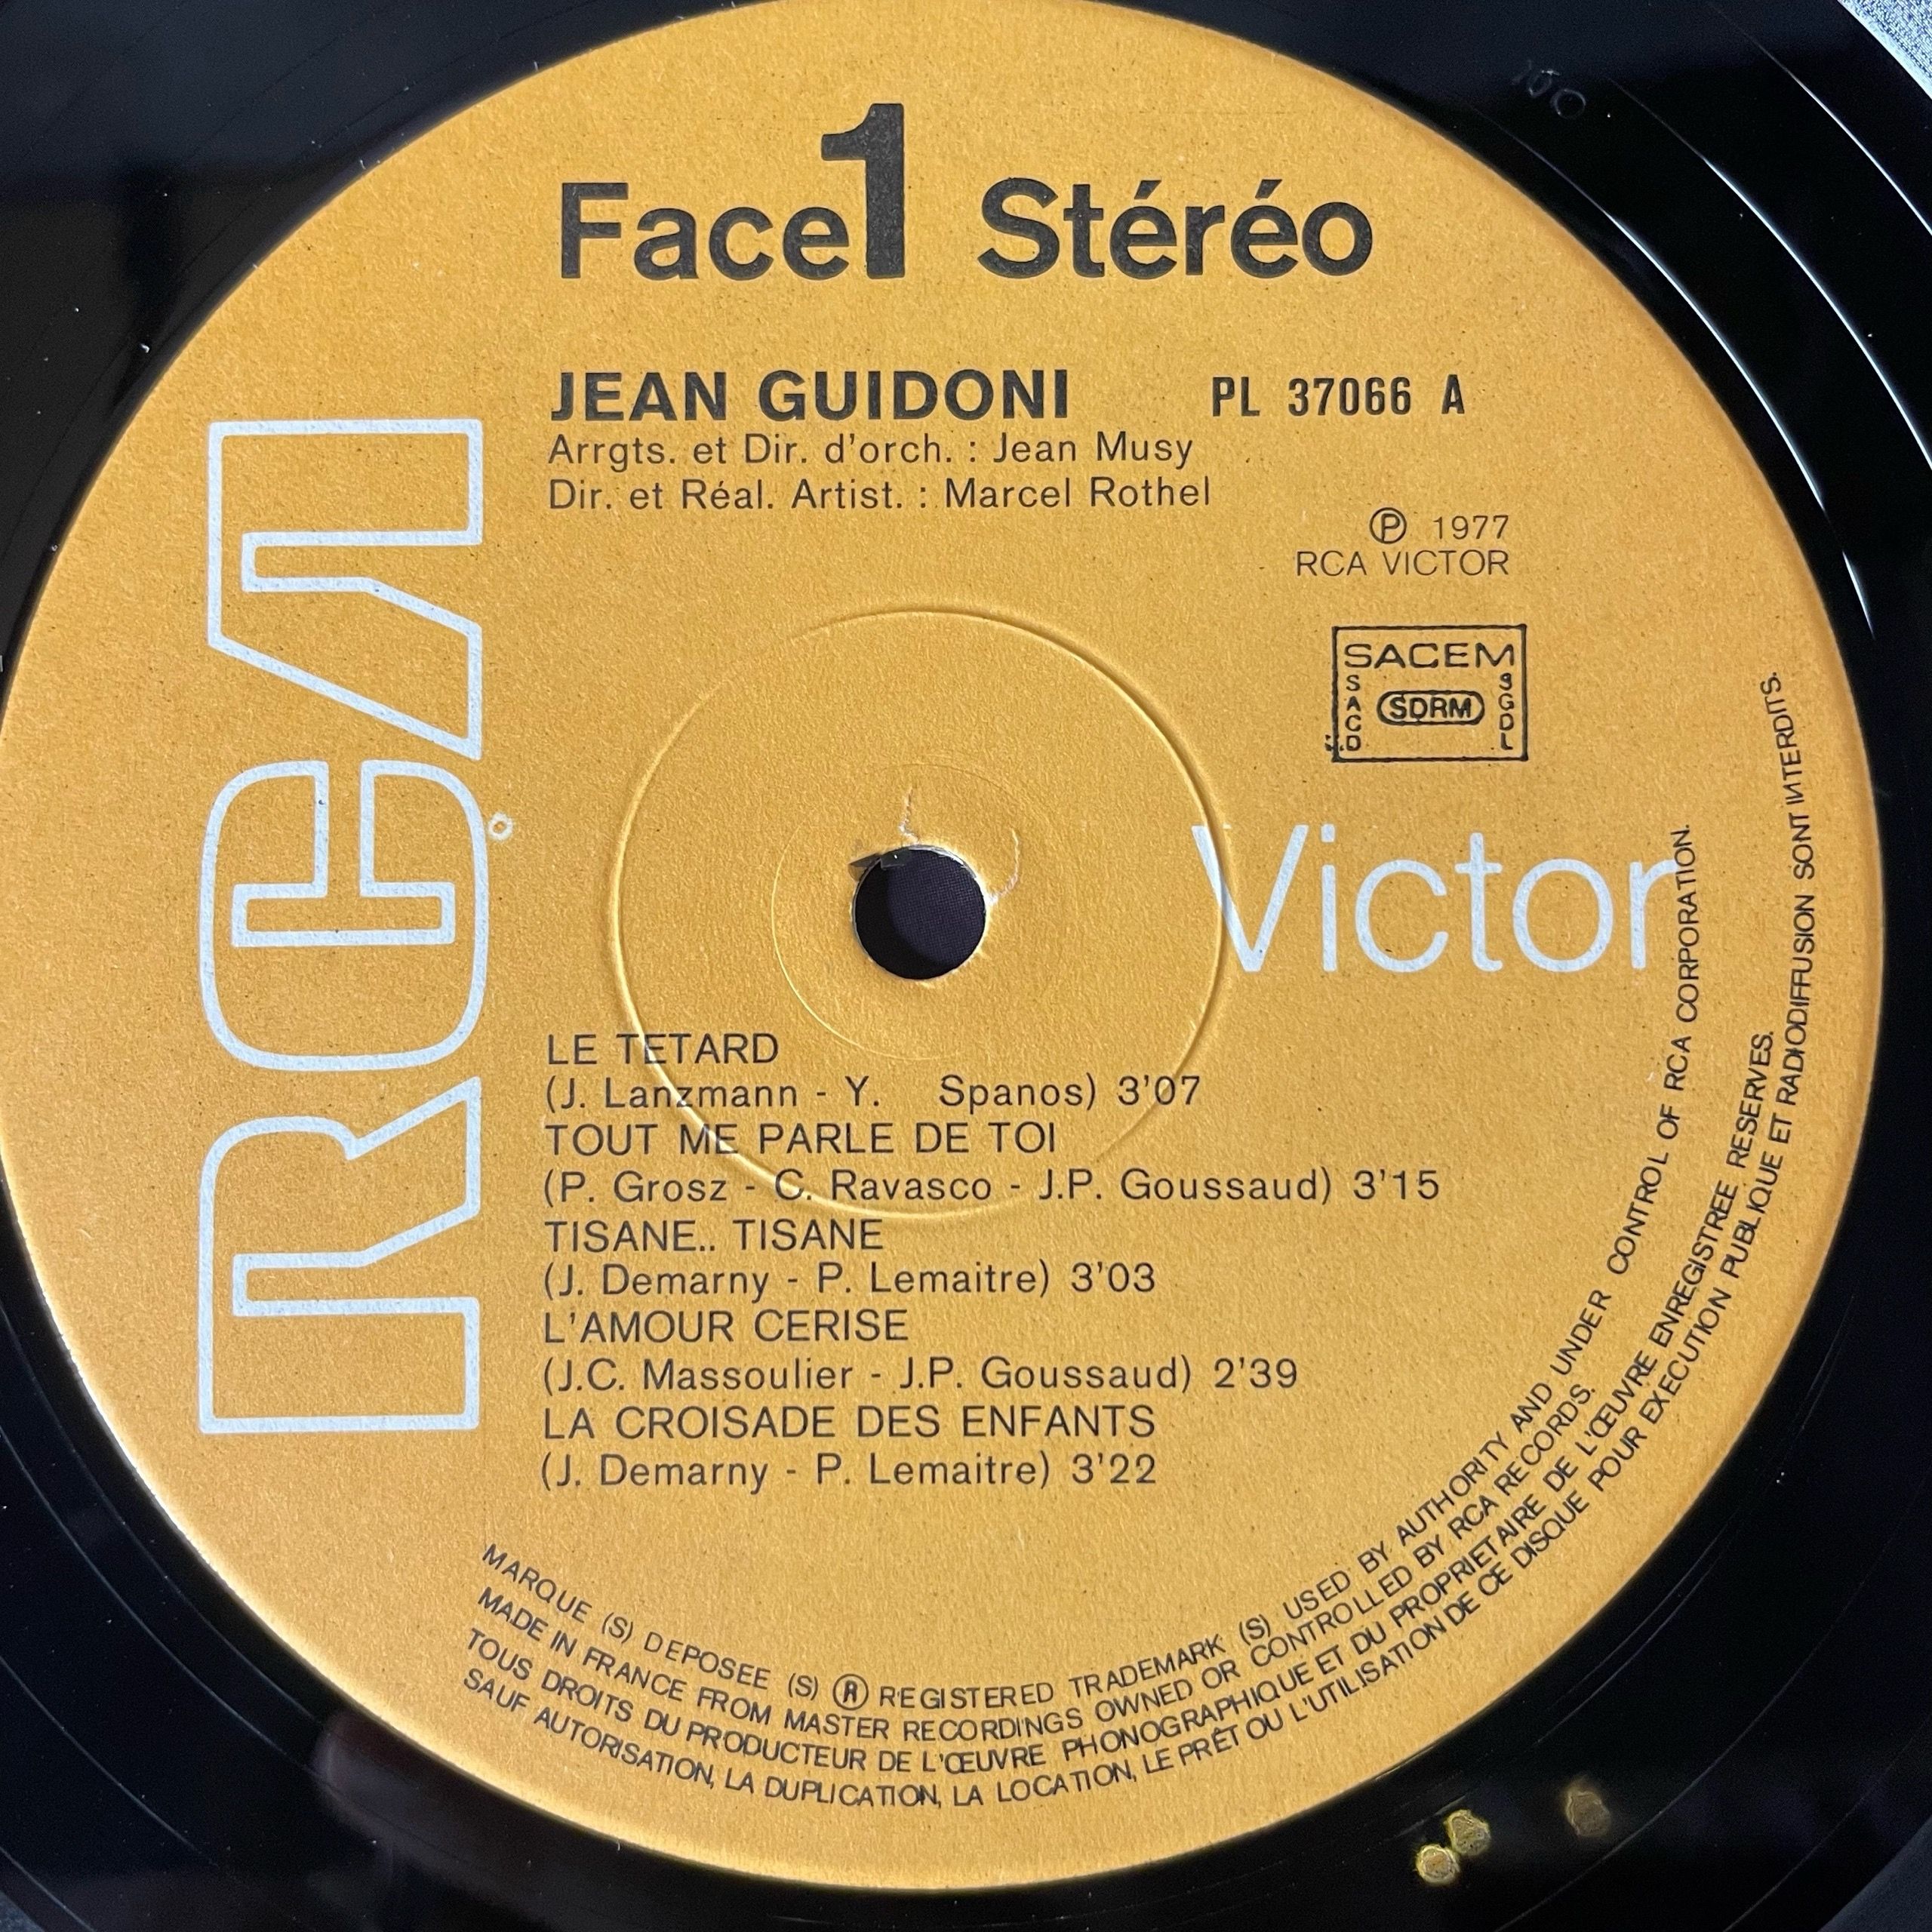 Face 1 Stéréo
JEAN GUIDONI PL 37066 A
Arrgts. et Dir. d'orch. : Jean Musy
Dir. et Réal. Artist. : Marcel Rothel
Ⓟ 1977
RCA VICTOR
SACEM
SACD SDRM SGDL
RCA
Victor
LE TETARD
(J. Lanzmann - Y. Spanos) 3'07
TOUT ME PARLE DE TOI
(P. Grosz - C. Ravasco - J.P. Goussaud) 3'15
TISANE.. TISANE
(J. Demarny - P. Lemaitre) 3'03
L'AMOUR CERISE
(J.C. Massoulier - J.P. Goussaud) 2'39
LA CROISADE DES ENFANTS
(J. Demarny - P. Lemaitre) 3'22
MARQUE (S) DEPOSEE (S) ® REGISTERED TRADEMARK (S) USED BY AUTHORITY AND UNDER CONTROL OF RCA CORPORATION.
MADE IN FRANCE FROM MASTER RECORDINGS OWNED OR CONTROLLED BY RCA RECORDS.
TOUS DROITS DU PRODUCTEUR DE L'ŒUVRE PHONOGRAPHIQUE ET DU PROPRIETAIRE DE L'ŒUVRE ENREGISTREE RESERVES.
SAUF AUTORISATION, LA DUPLICATION, LA LOCATION, LE PRÊT OU L'UTILISATION DE CE DISQUE POUR EXECUTION PUBLIQUE ET RADIODIFFUSION SONT INTERDITS.